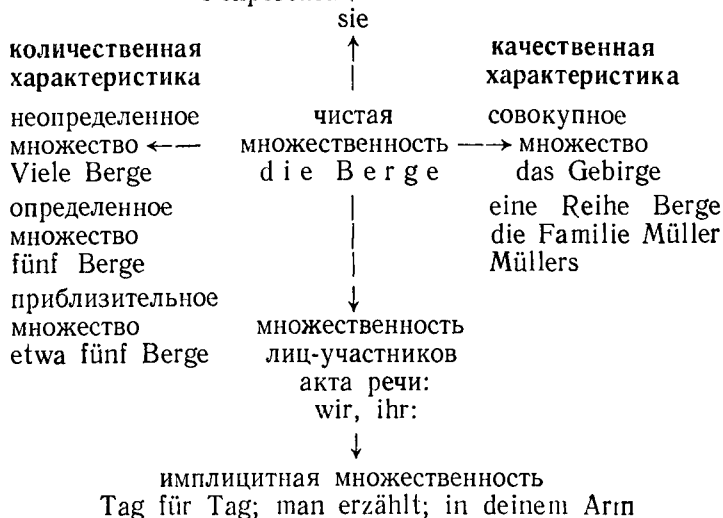 sie
количественная
характеристика
качественная
характеристика
неопределенное
множество
Viele Berge
чистая
множественность
die Berge
совокупное
множество
das Gebirge
определенное
множество
fünf Berge
eine Reihe Berge
die Familie Müller
Müllers
приблизительное
множество
etwa fünf Berge
множественность
лиц-участников
акта речи:
wir, ihr:
имплицитная множественность
Tag für Tag; man erzählt; in deinem Arm